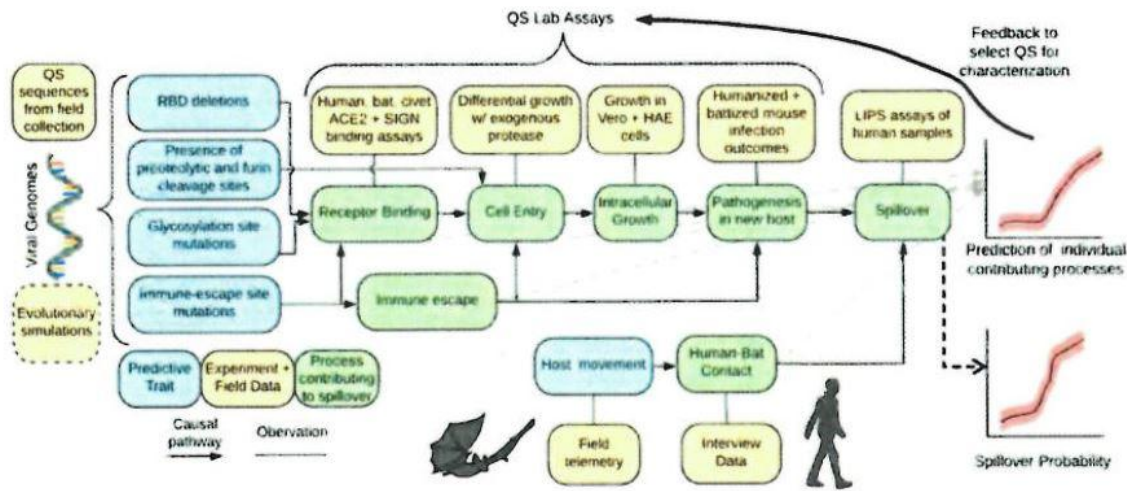 QS Lab Assays
Feedback to
select QS for
characterization
QS
sequences
from field
collection
Viral Genomes
Evolutionary
simulations
RBD deletions
Presence of
preoteolytic and furin
cleavage sites
Glycosylation site
mutations
Immune-escape site
mutations
Human, bat, civet
ACE2 + SIGN
binding assays
Differential growth
w/ exogenous
protease
Growth in
Vero + HAE
cells
Humanized +
batized mouse
infection
outcomes
LIPS assays of
human samples
Receptor Binding
Cell Entry
Intracellular
Growth
Pathogenesis
in new host
Spillover
Immune escape
Prediction of individual
contributing processes
Predictive
Trait
Experiment +
Field Data
Process
contributing
to spillover
Causal
pathway
Obervation
Host movement
Human-Bat
Contact
Field
telemetry
Interview
Data
Spillover Probability